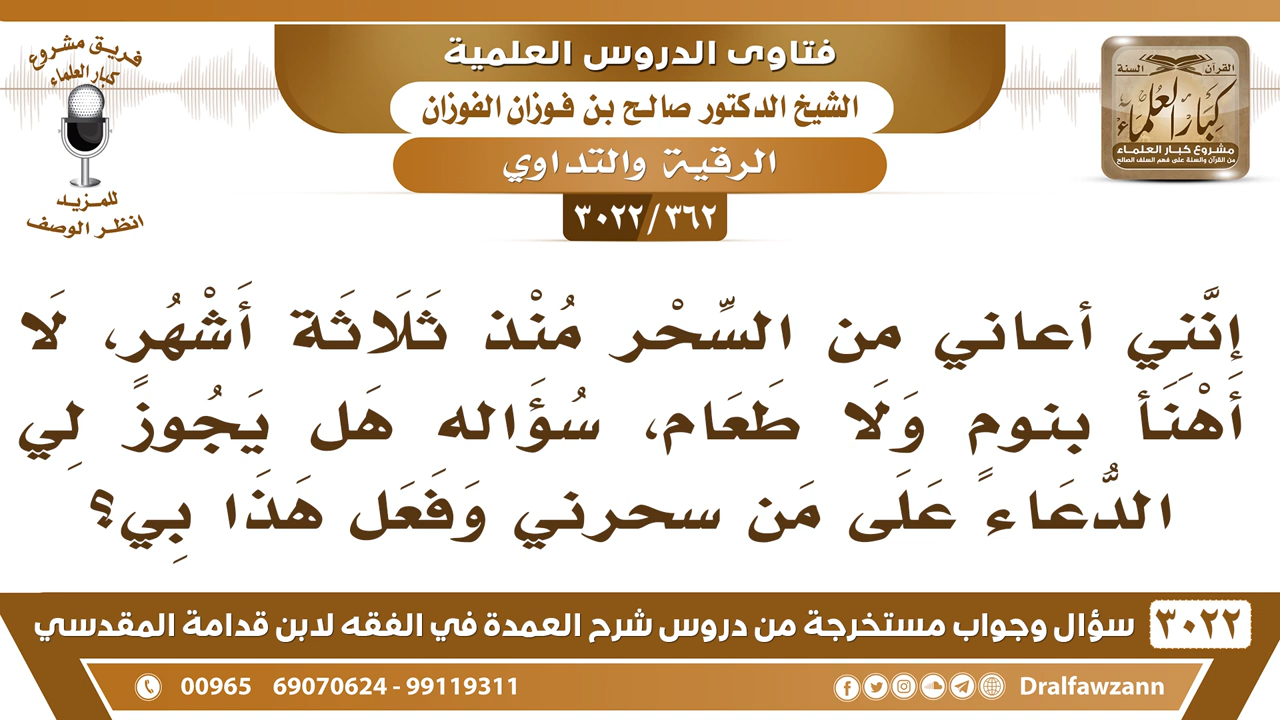 فريق مشروع
كبار العلماء
للمزيد
انظر الوصف
فتاوى الدروس العلمية
الشيخ الدكتور صالح بن فوزان الفوزان
الرقية والتداوي
٣٠٢٢/٣٦٢
القرآن السنة
كبار العلماء
مشروع كبار العلماء
من القرآن والسنة على فهم السلف الصالح
إنَّني أعاني من السِّحْر مُنْذ ثَلَاثَة أَشْهُر، لَا
أَهْنَأ بنوم وَلَا طَعَام، سُؤَاله هَل يَجُوز لِي
الدُّعَاء عَلَى مَن سحرني وَفَعَل هَذَا بِي؟
٣٠٢٢ سؤال وجواب مستخرجة من دروس شرح العمدة في الفقه لابن قدامة المقدسي
00965 69070624 - 99119311
Dralfawzann